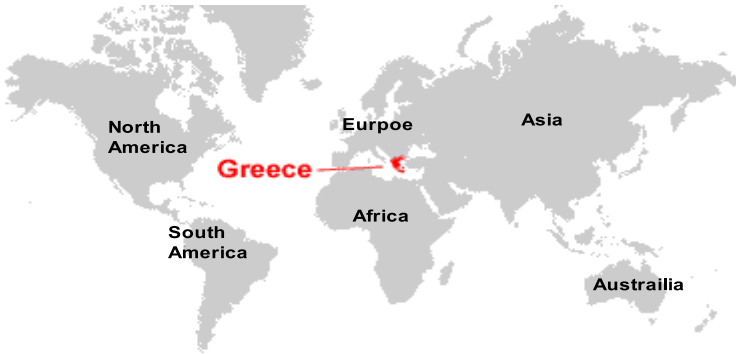 North
America
Eurpoe
Asia
Greece
Africa
South
America
Austrailia